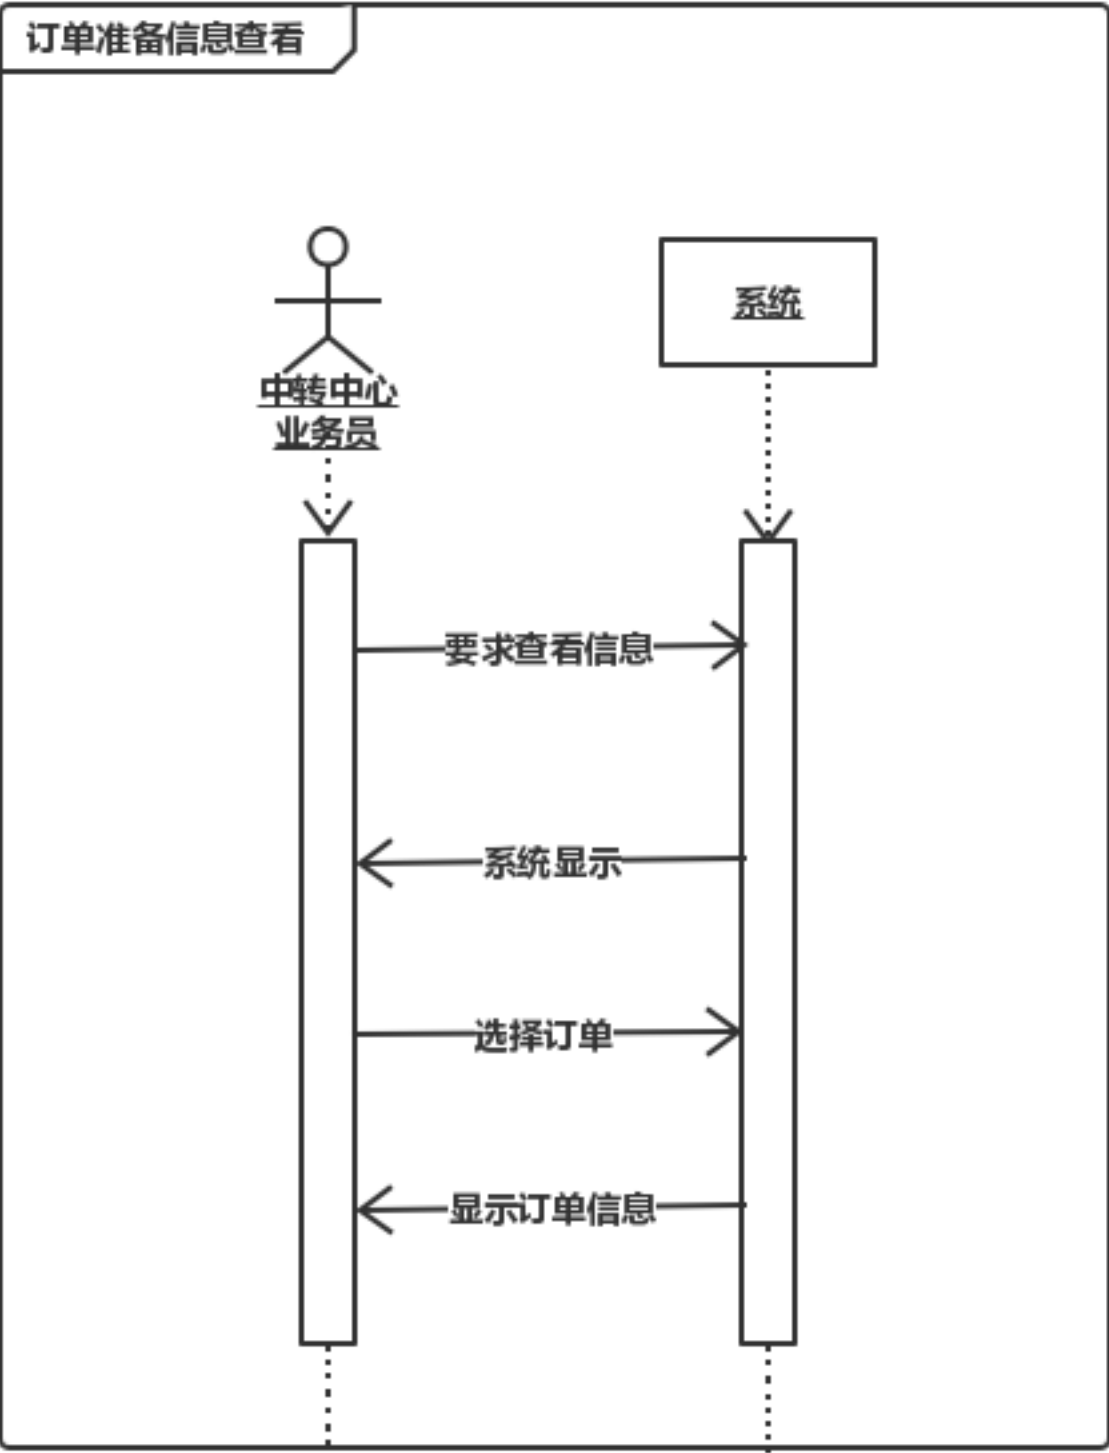 订单准备信息查看
系统
中转中心
业务员
要求查看信息
系统显示
选择订单
显示订单信息